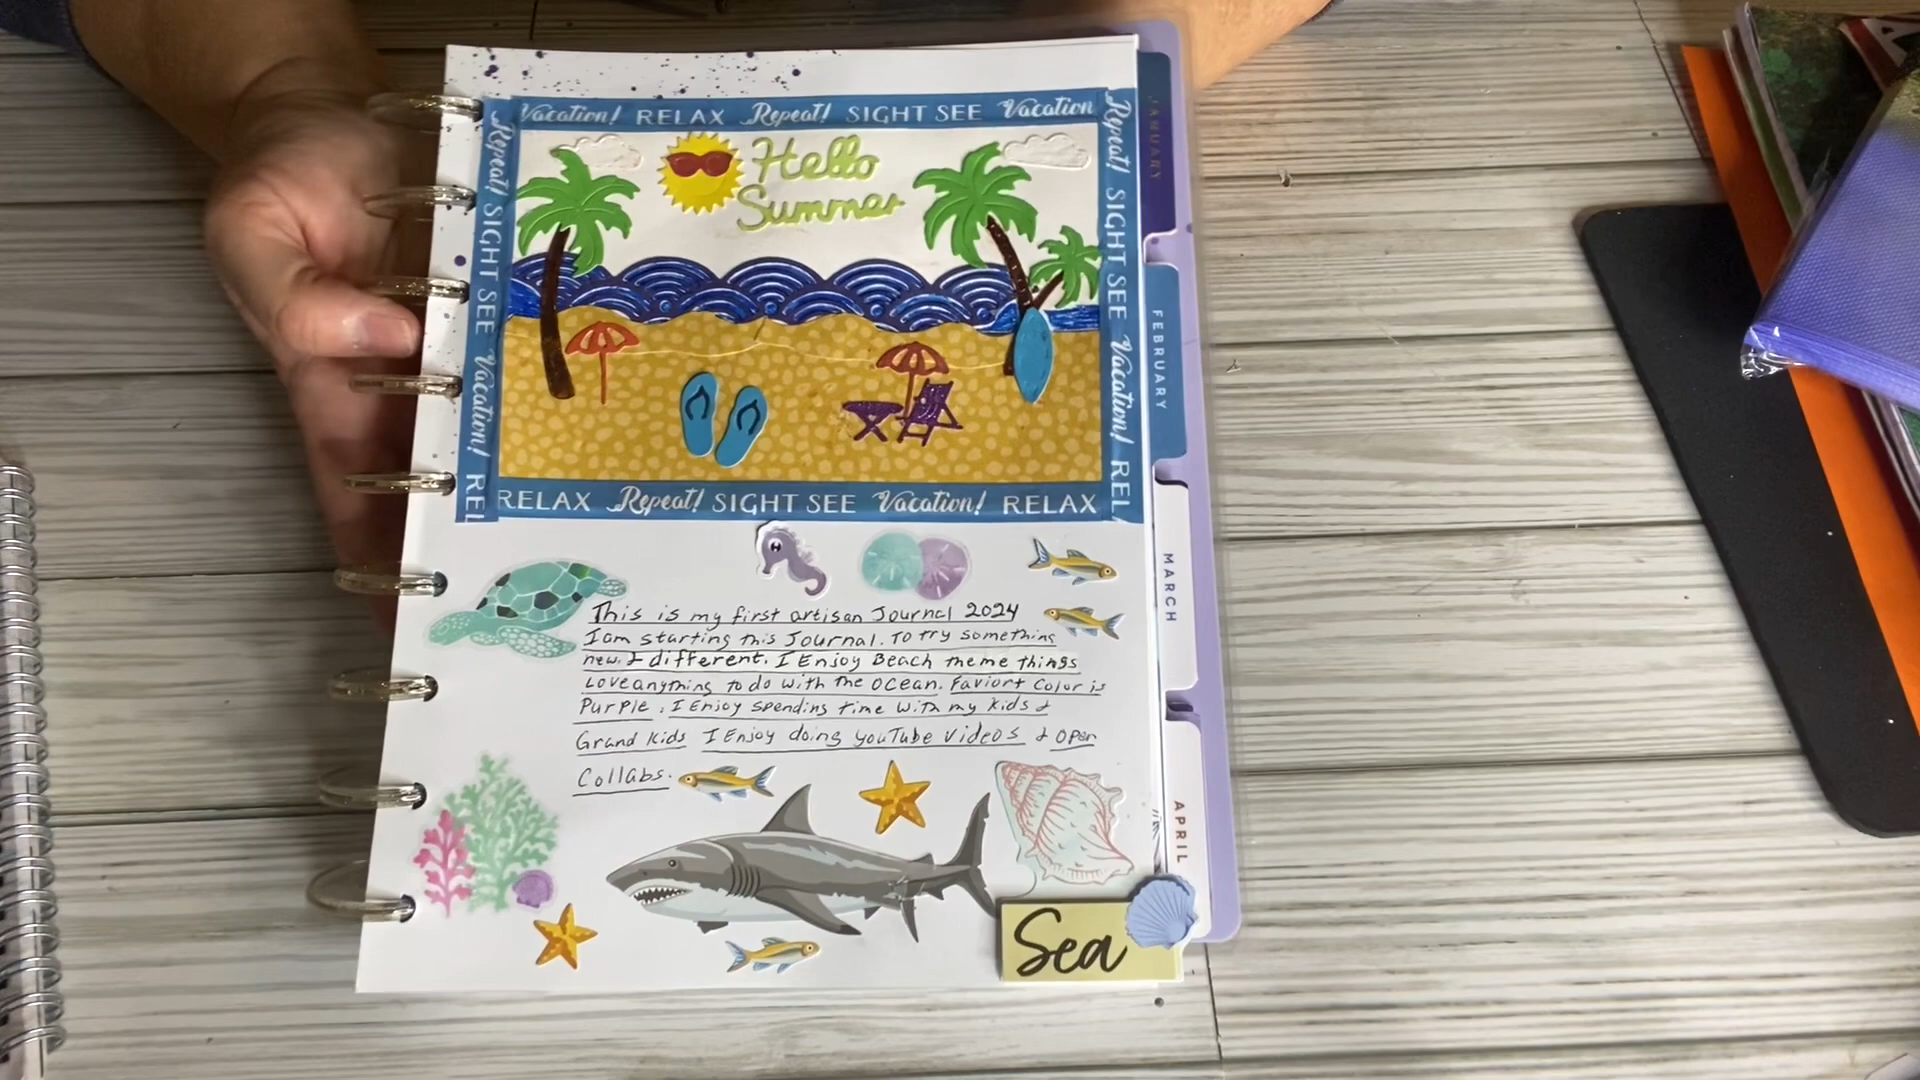 Vacation! RELAX Repeat! SIGHT SEE Vacation
Repeat! SIGHT SEE Vacation! REL
Repeat! SIGHT SEE Vacation! REL
Hello
Summer
RELAX Repeat! SIGHT SEE Vacation! RELAX
This is my first artisan Journal 2024
I am starting this Journal. To try something
new. & different. I Enjoy Beach theme things
Love anything to do with the ocean. Faviort Color is
Purple. I Enjoy spending time with my kids &
Grand Kids I Enjoy doing YouTube videos & open
Collabs.
Sea
JANUARY
FEBRUARY
MARCH
APRIL